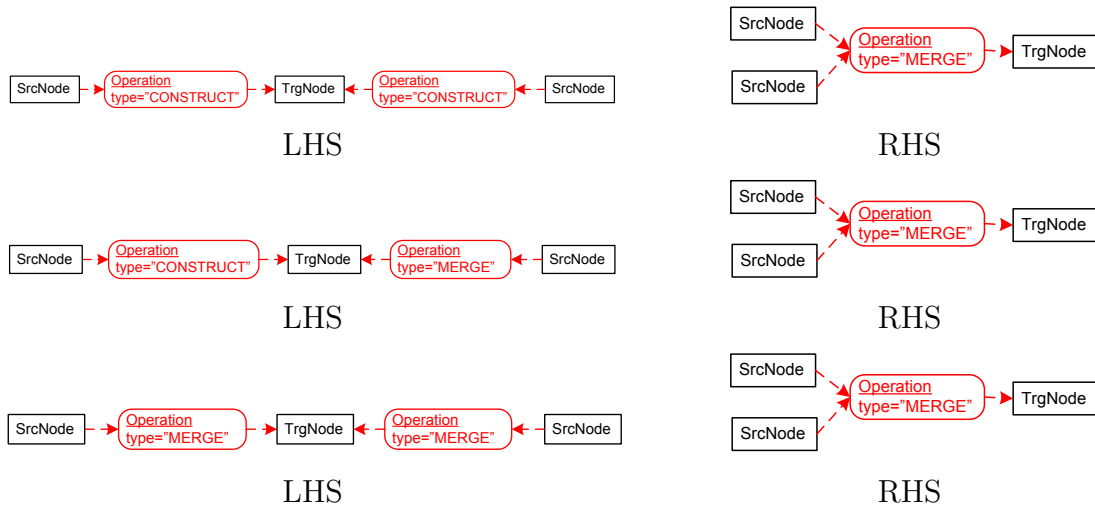 SrcNode
Operation
type="CONSTRUCT"
TrgNode
Operation
type="CONSTRUCT"
SrcNode
LHS
SrcNode
SrcNode
Operation
type="MERGE"
TrgNode
RHS
SrcNode
Operation
type="CONSTRUCT"
TrgNode
Operation
type="MERGE"
SrcNode
LHS
SrcNode
SrcNode
Operation
type="MERGE"
TrgNode
RHS
SrcNode
Operation
type="MERGE"
TrgNode
Operation
type="MERGE"
SrcNode
LHS
SrcNode
SrcNode
Operation
type="MERGE"
TrgNode
RHS